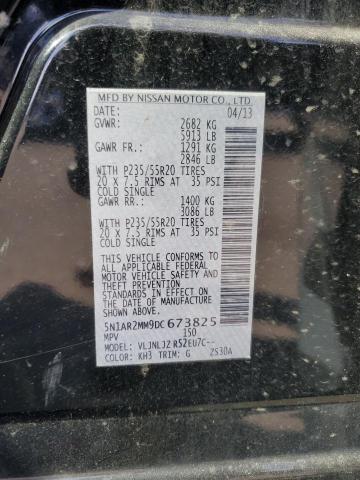 MFD BY NISSAN MOTOR CO., LTD.
DATE: 04/13
GVWR: 2682 KG
5913 LB
GAWR FR.: 1291 KG
2846 LB
WITH P235/55R20 TIRES
20 x 7.5 RIMS AT 35 PSI
COLD SINGLE
GAWR RR.: 1400 KG
3086 LB
WITH P235/55R20 TIRES
20 x 7.5 RIMS AT 35 PSI
COLD SINGLE
THIS VEHICLE CONFORMS TO
ALL APPLICABLE FEDERAL
MOTOR VEHICLE SAFETY
AND THEFT PREVENTION
STANDARDS IN EFFECT ON
THE DATE OF MANUFACTURE
SHOWN ABOVE.
5N1AR2MM9DC673825
MPV 150
MODEL: VLJNLJZ RS2EU7C--
COLOR: KH3 TRIM: G ZS30A